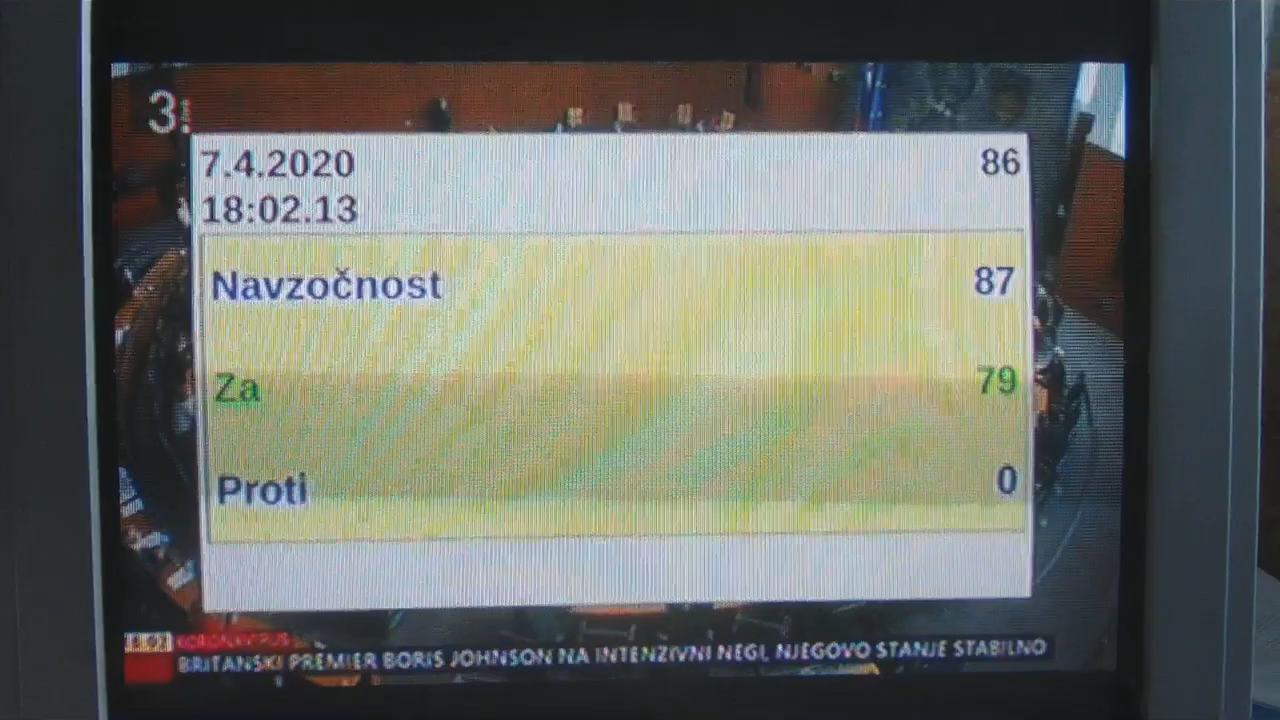 3
7.4.2020 86
18:02.13
Navzočnost 87
Za 79
Proti 0
KORONAVIRUS
BRITANSKI PREMIER BORIS JOHNSON NA INTENZIVNI NEGI, NJEGOVO STANJE STABILNO